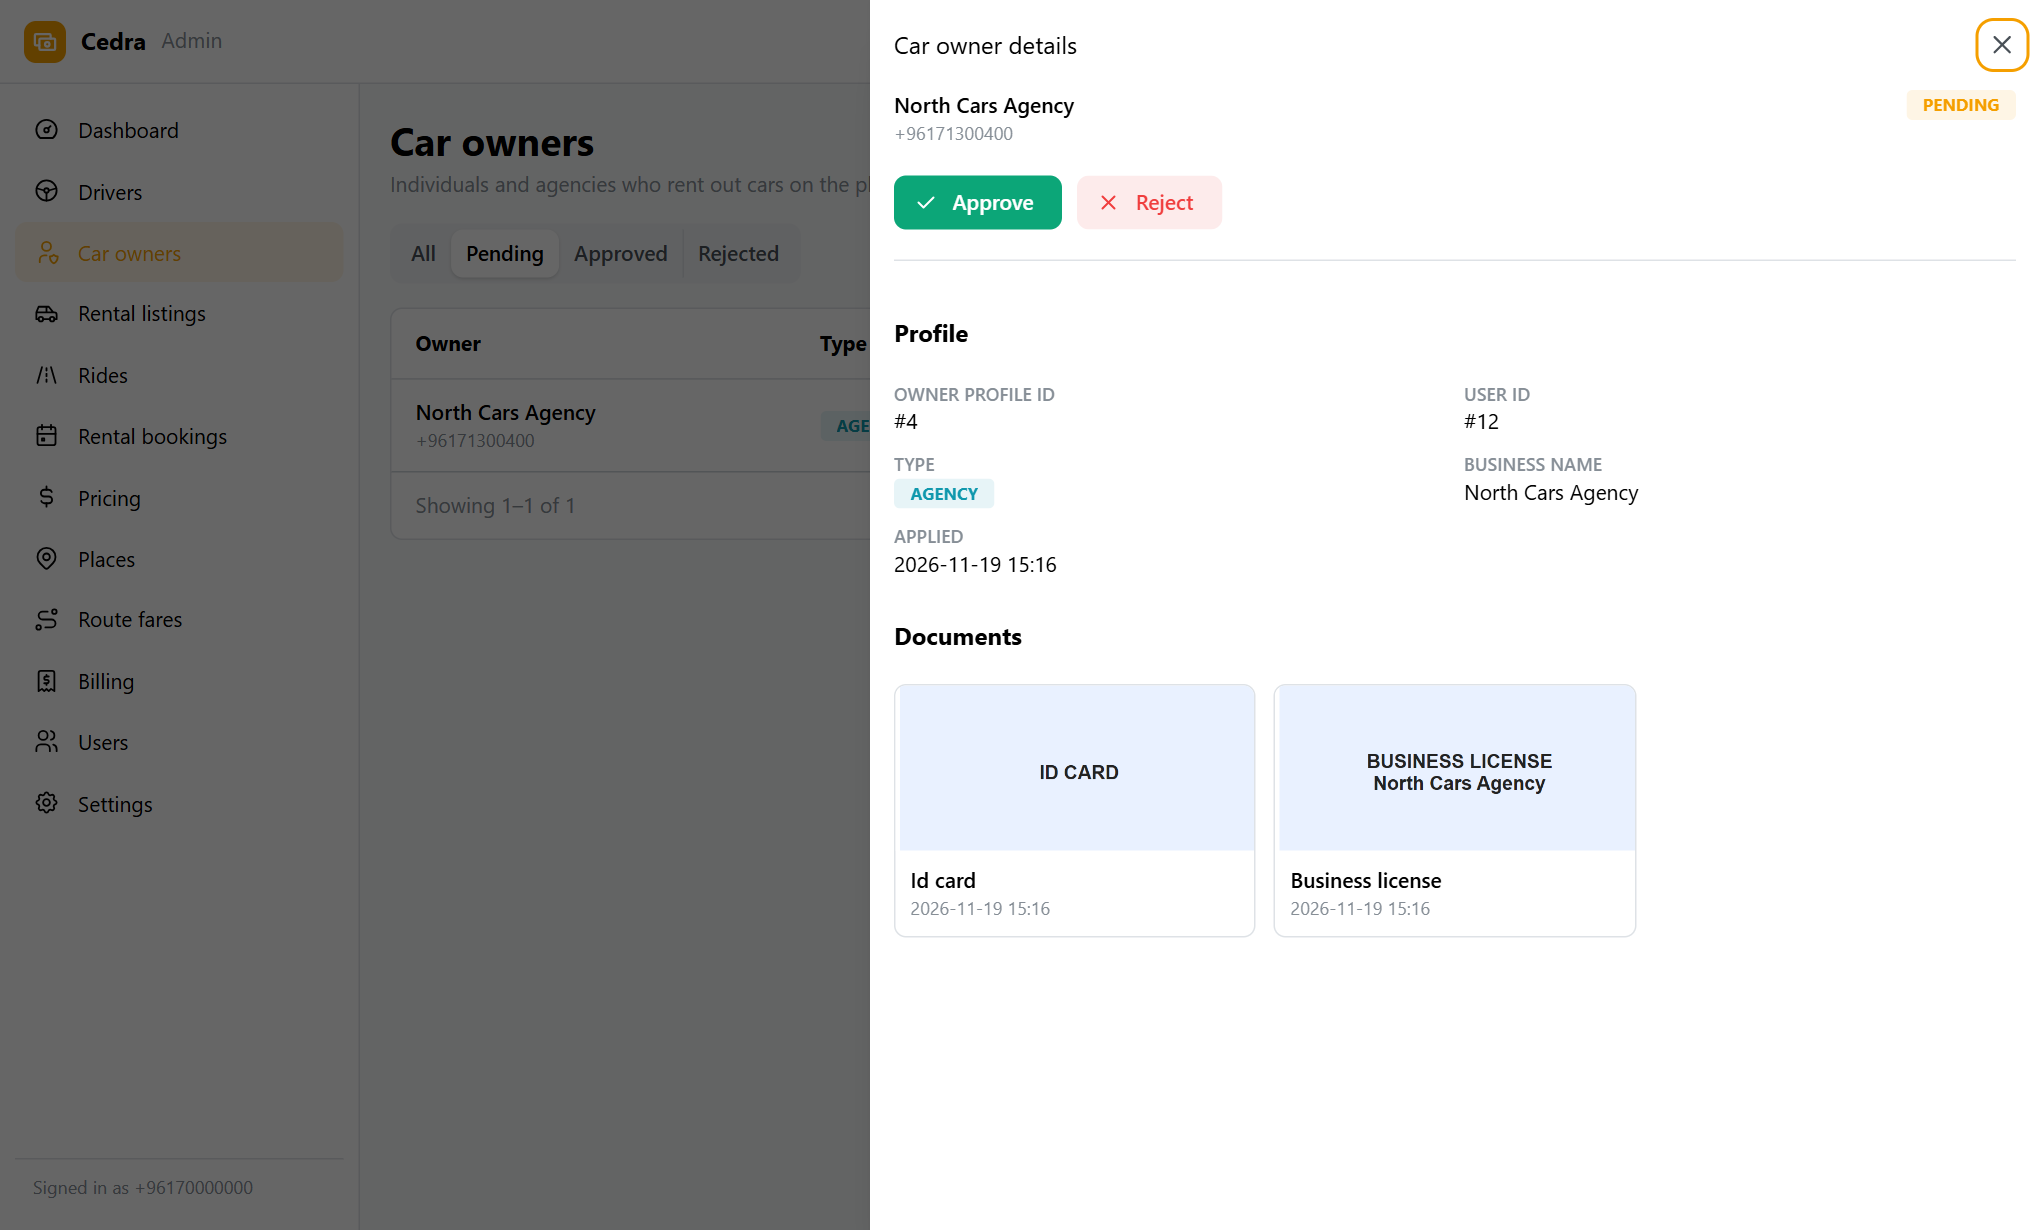 Cedra Admin
Dashboard
Drivers
Car owners
Rental listings
Rides
Rental bookings
Pricing
Places
Route fares
Billing
Users
Settings
Signed in as +96170000000
Car owners
Individuals and agencies who rent out cars on the
All Pending Approved Rejected
Owner Type
North Cars Agency
+96171300400
Showing 1–1 of 1
Car owner details
North Cars Agency
+96171300400
PENDING
Approve Reject
Profile
OWNER PROFILE ID
#4
USER ID
#12
TYPE
AGENCY
BUSINESS NAME
North Cars Agency
APPLIED
2026-11-19 15:16
Documents
ID CARD
Id card
2026-11-19 15:16
BUSINESS LICENSE
North Cars Agency
Business license
2026-11-19 15:16